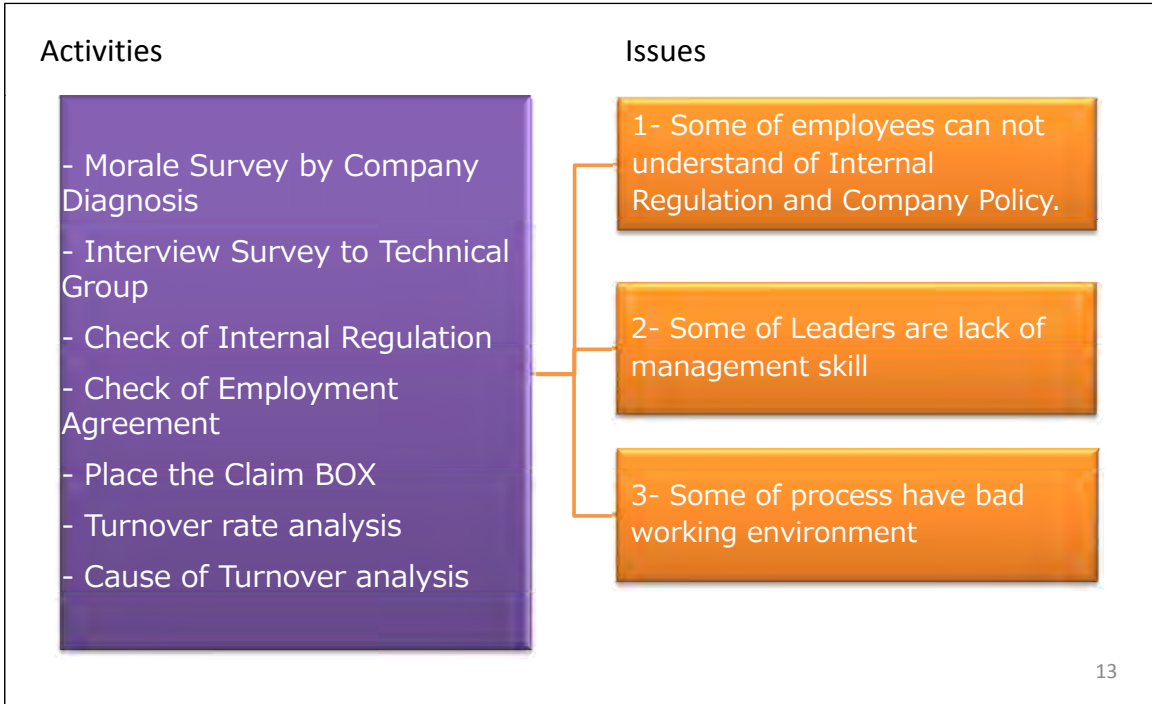 Activities
- Morale Survey by Company
Diagnosis
- Interview Survey to Technical
Group
- Check of Internal Regulation
- Check of Employment
Agreement
- Place the Claim BOX
- Turnover rate analysis
- Cause of Turnover analysis
Issues
1- Some of employees can not
understand of Internal
Regulation and Company Policy.
2- Some of Leaders are lack of
management skill
3- Some of process have bad
working environment
13